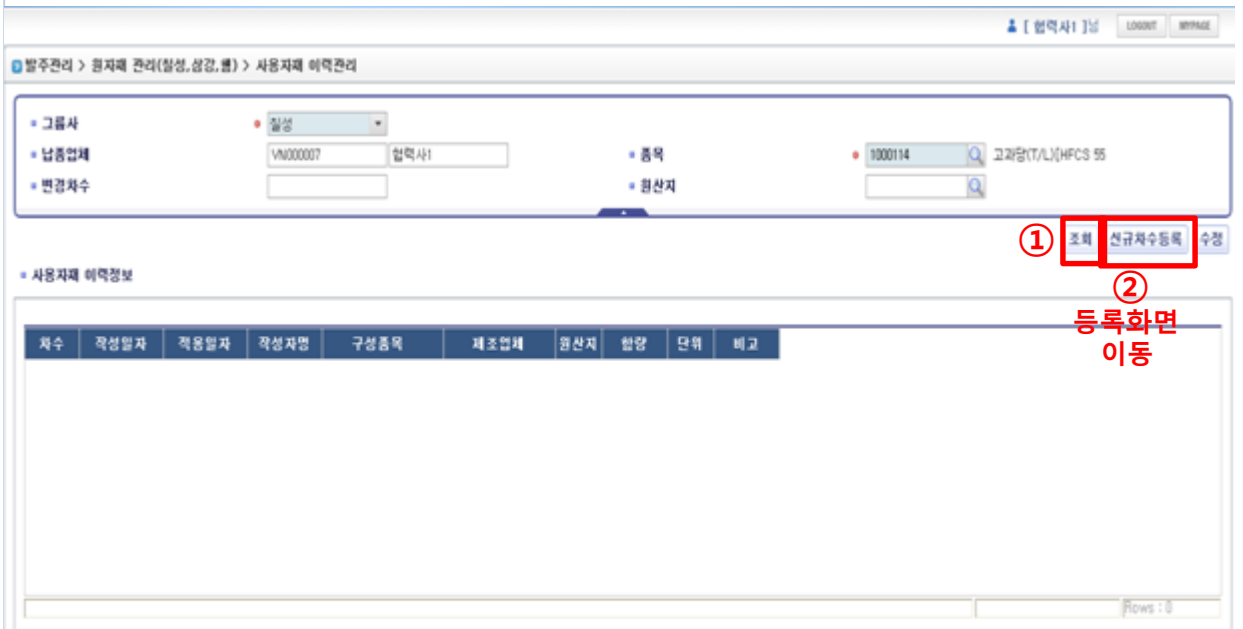 [ 협력사1 ]님 LOGOUT MYPAGE
발주관리 > 원자재 관리(칠성,삼강,웰) > 사용자재 이력관리
그룹사 칠성
납품업체 VN000007 협력사1 품목 1000114 고과당(T/L)[HFCS 55
변경차수 원산지
① 조회 신규차수등록 수정
②
등록화면
이동
사용자재 이력정보
차수 작성일자 적용일자 작성자명 구성품목 제조업체 원산지 함량 단위 비고
Rows : 0